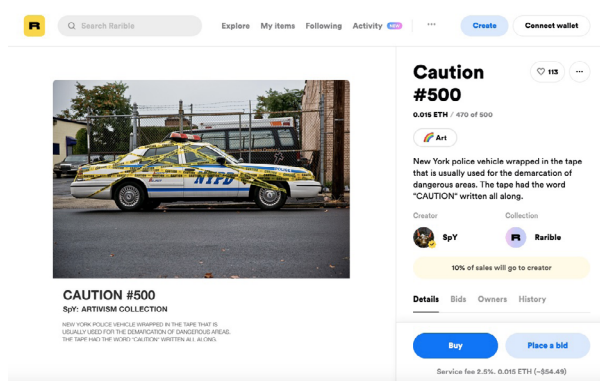 R
Search Rarible
Explore My items Following Activity NEW ...
Create
Connect wallet
Caution
#500
113
0.015 ETH / 470 of 500
Art
New York police vehicle wrapped in the tape
that is usually used for the demarcation of
dangerous areas. The tape had the word
“CAUTION” written all along.
Creator Collection
SpY
R Rarible
10% of sales will go to creator
Details Bids Owners History
Buy
Place a bid
Service fee 2.5%. 0.015 ETH (~$54.49)
NYPD
CAUTION #500
SpY: ARTIVISM COLLECTION
NEW YORK POLICE VEHICLE WRAPPED IN THE TAPE THAT IS
USUALLY USED FOR THE DEMARCATION OF DANGEROUS AREAS.
THE TAPE HAD THE WORD “CAUTION” WRITTEN ALL ALONG.